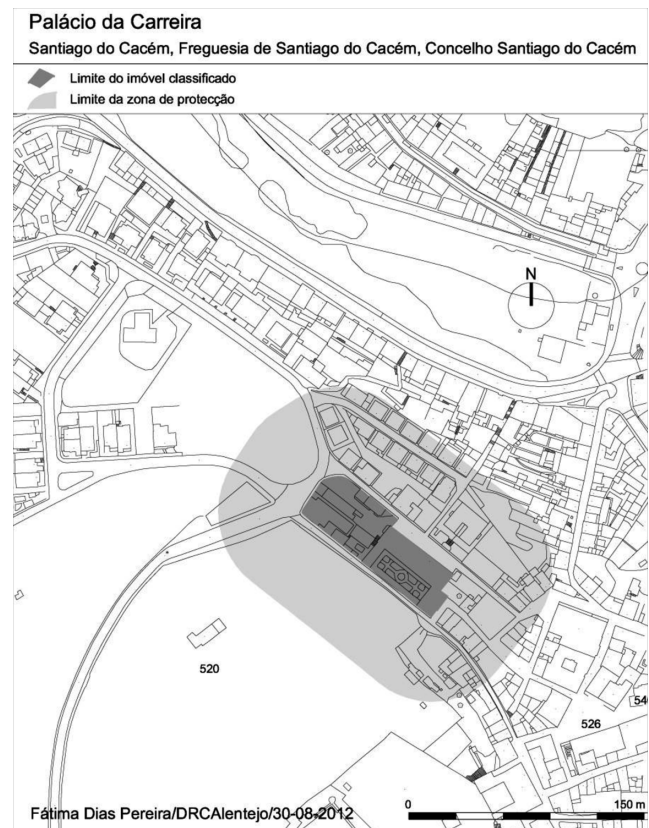 Palácio da Carreira
Santiago do Cacém, Freguesia de Santiago do Cacém, Concelho Santiago do Cacém
Limite do imóvel classificado
Limite da zona de protecção
N
520
526
Fátima Dias Pereira/DRCAlentejo/30-08-2012
0 150 m